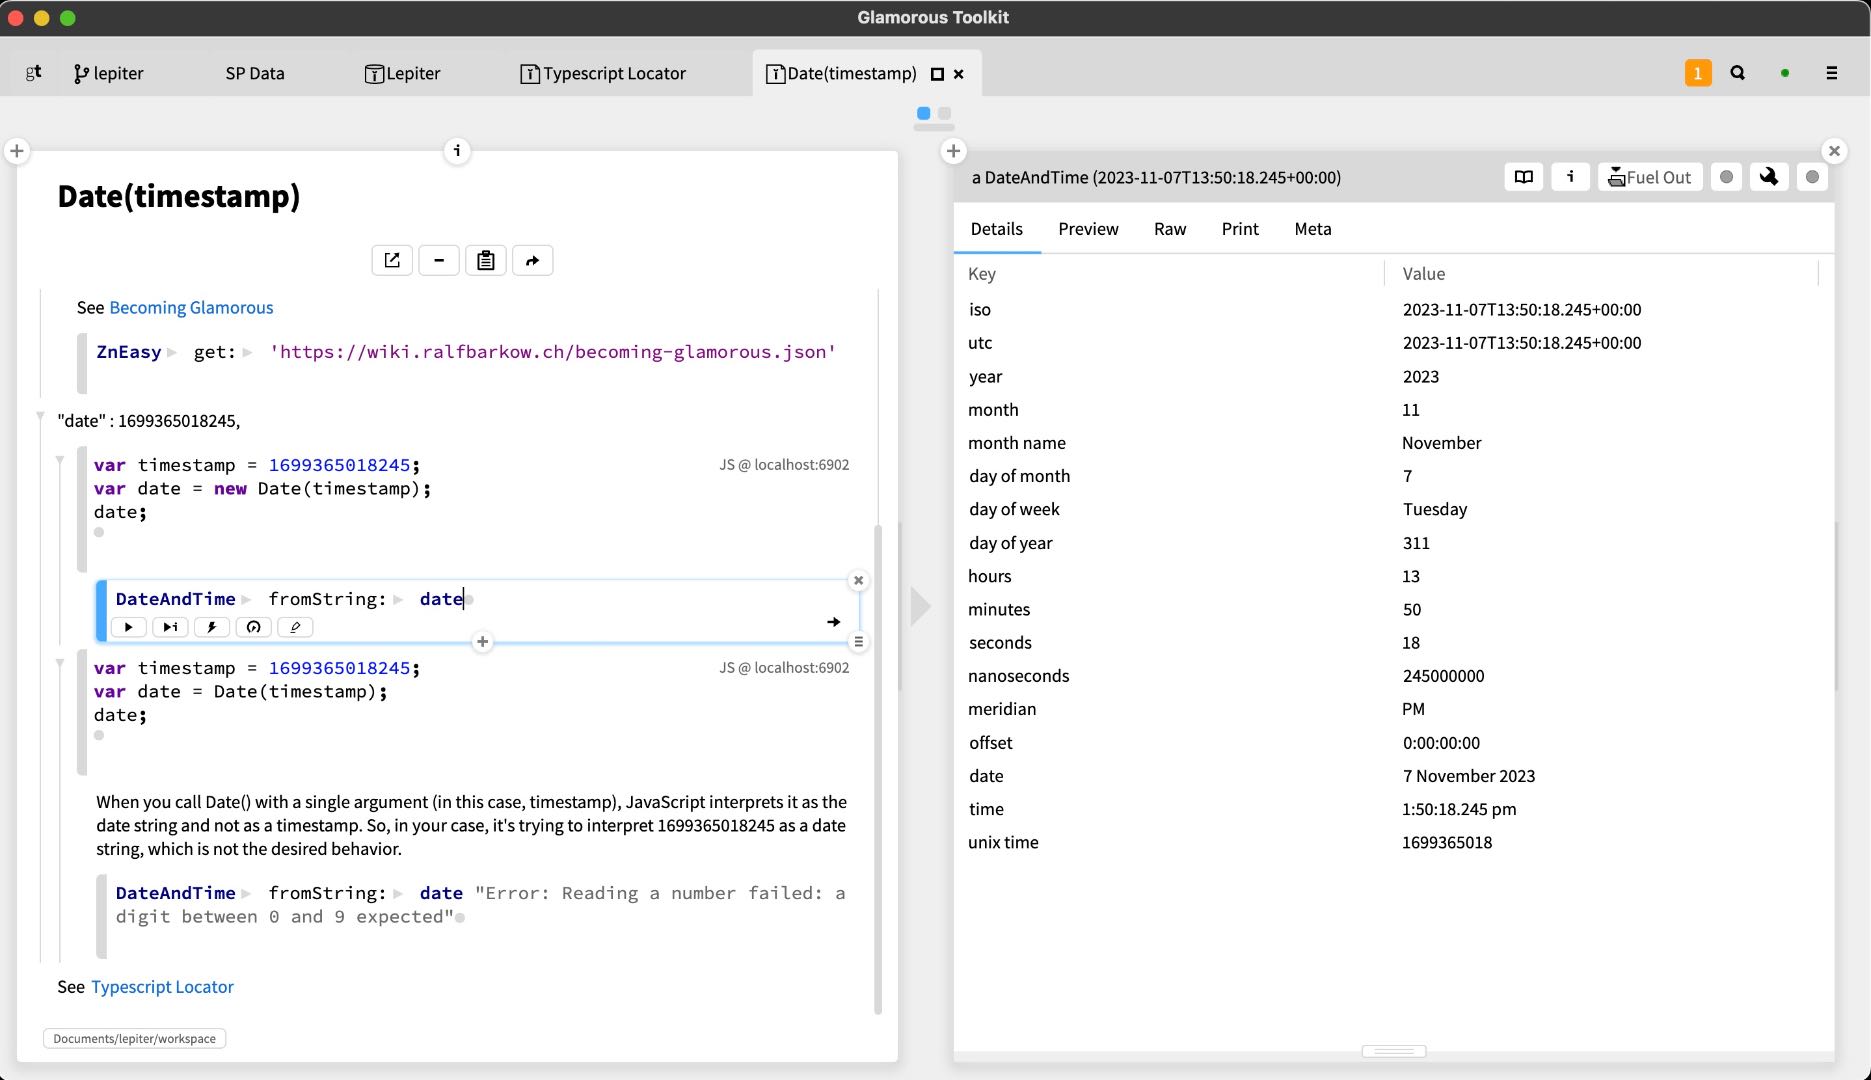 Glamorous Toolkit
gt
lepiter
SP Data
Lepiter
Typescript Locator
Date(timestamp)
1
Date(timestamp)
See Becoming Glamorous
ZnEasy get: 'https://wiki.ralfbarkow.ch/becoming-glamorous.json'
"date" : 1699365018245,
var timestamp = 1699365018245; JS @ localhost:6902
var date = new Date(timestamp);
date;
DateAndTime fromString: date
var timestamp = 1699365018245; JS @ localhost:6902
var date = Date(timestamp);
date;
When you call Date() with a single argument (in this case, timestamp), JavaScript interprets it as the
date string and not as a timestamp. So, in your case, it's trying to interpret 1699365018245 as a date
string, which is not the desired behavior.
DateAndTime fromString: date "Error: Reading a number failed: a
digit between 0 and 9 expected"
See Typescript Locator
Documents/lepiter/workspace
a DateAndTime (2023-11-07T13:50:18.245+00:00)
i Fuel Out
Details Preview Raw Print Meta
Key Value
iso 2023-11-07T13:50:18.245+00:00
utc 2023-11-07T13:50:18.245+00:00
year 2023
month 11
month name November
day of month 7
day of week Tuesday
day of year 311
hours 13
minutes 50
seconds 18
nanoseconds 245000000
meridian PM
offset 0:00:00:00
date 7 November 2023
time 1:50:18.245 pm
unix time 1699365018